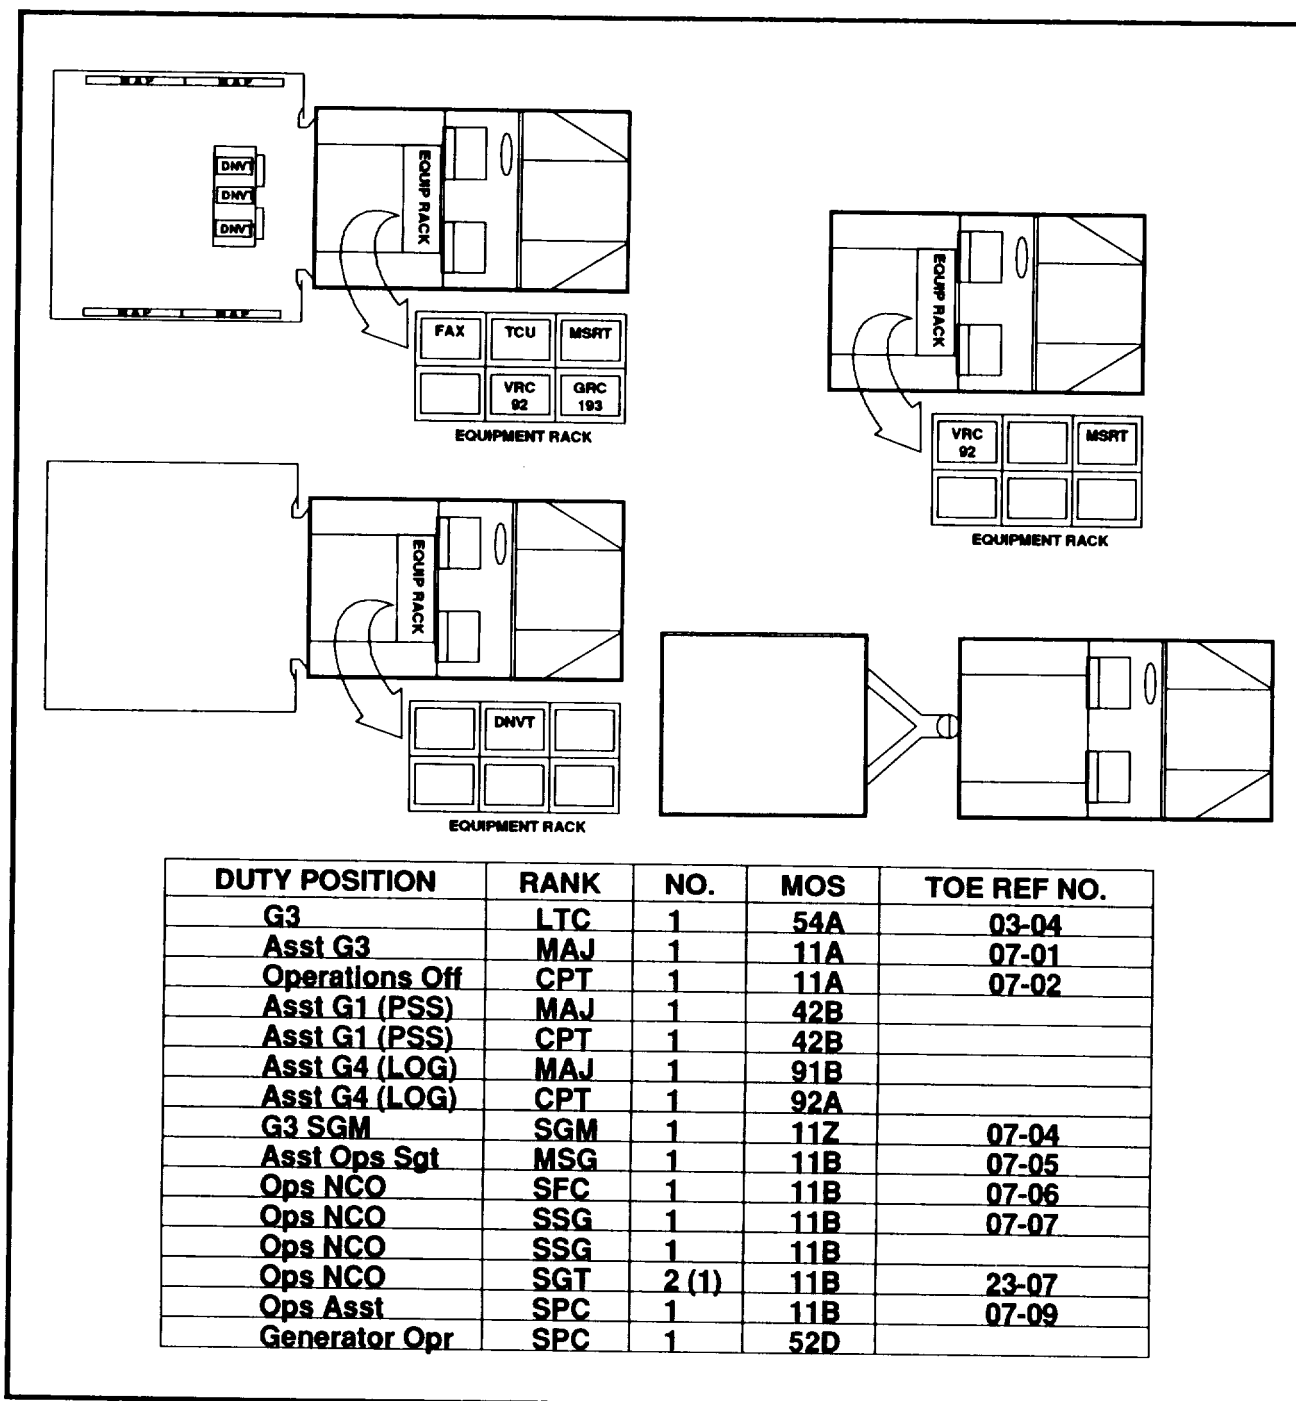 MAP MAP
DNVT
DNVT
DNVT
EQUIP RACK
FAX TCU MSRT
VRC 92 GRC 193
EQUIPMENT RACK
MAP MAP
EQUIP RACK
VRC 92 MSRT
EQUIPMENT RACK
EQUIP RACK
DNVT
EQUIPMENT RACK
DUTY POSITION RANK NO. MOS TOE REF NO.
G3 LTC 1 54A 03-04
Asst G3 MAJ 1 11A 07-01
Operations Off CPT 1 11A 07-02
Asst G1 (PSS) MAJ 1 42B
Asst G1 (PSS) CPT 1 42B
Asst G4 (LOG) MAJ 1 91B
Asst G4 (LOG) CPT 1 92A
G3 SGM SGM 1 11Z 07-04
Asst Ops Sgt MSG 1 11B 07-05
Ops NCO SFC 1 11B 07-06
Ops NCO SSG 1 11B 07-07
Ops NCO SSG 1 11B
Ops NCO SGT 2 (1) 11B 23-07
Ops Asst SPC 1 11B 07-09
Generator Opr SPC 1 52D